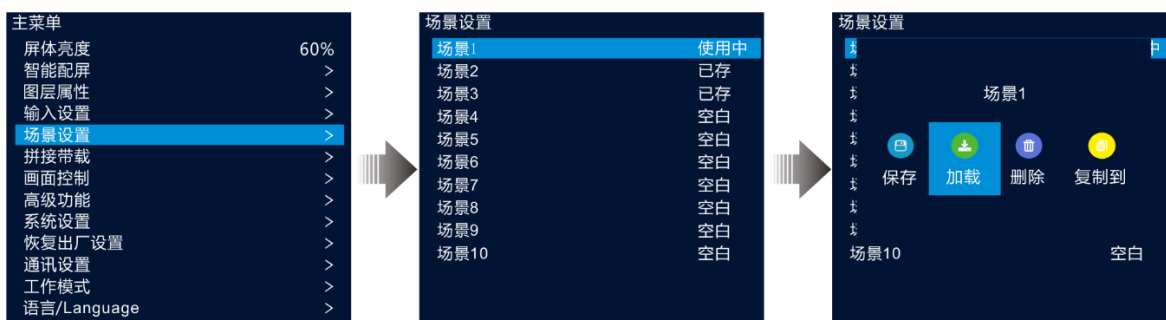 主菜单
屏体亮度 60%
智能配屏 >
图层属性 >
输入设置 >
场景设置 >
拼接带载 >
画面控制 >
高级功能 >
系统设置 >
恢复出厂设置 >
通讯设置 >
工作模式 >
语言/Language >
场景设置
场景1 使用中
场景2 已存
场景3 已存
场景4 空白
场景5 空白
场景6 空白
场景7 空白
场景8 空白
场景9 空白
场景10 空白
场景设置
场景1
保存 加载 删除 复制到
场景10 空白